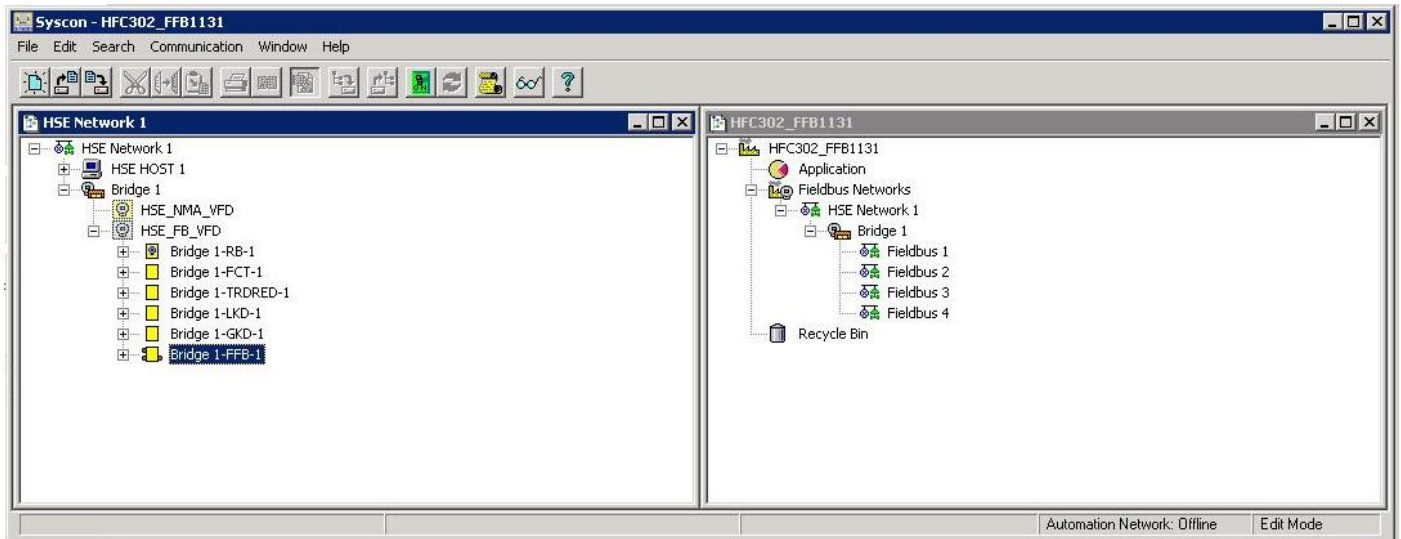 Syscon - HFC302_FFB1131
File Edit Search Communication Window Help
HSE Network 1
HSE Network 1
HSE HOST 1
Bridge 1
HSE_NMA_VFD
HSE_FB_VFD
Bridge 1-RB-1
Bridge 1-FCT-1
Bridge 1-TRDRED-1
Bridge 1-LKD-1
Bridge 1-GKD-1
Bridge 1-FFB-1
HFC302_FFB1131
HFC302_FFB1131
Application
Fieldbus Networks
HSE Network 1
Bridge 1
Fieldbus 1
Fieldbus 2
Fieldbus 3
Fieldbus 4
Recycle Bin
Automation Network: Offline Edit Mode